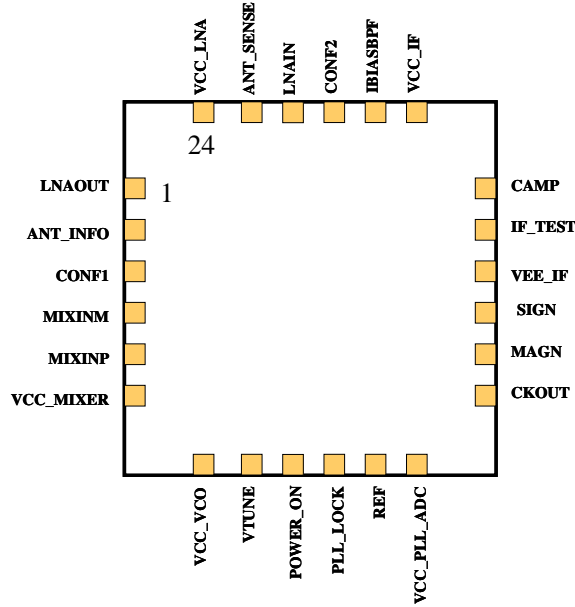 VCC_LNA
ANT_SENSE
LNAIN
CONF2
IBIASBPF
VCC_IF
24
1
LNAOUT
ANT_INFO
CONF1
MIXINM
MIXINP
VCC_MIXER
CAMP
IF_TEST
VEE_IF
SIGN
MAGN
CKOUT
VCC_VCO
VTUNE
POWER_ON
PLL_LOCK
REF
VCC_PLL_ADC